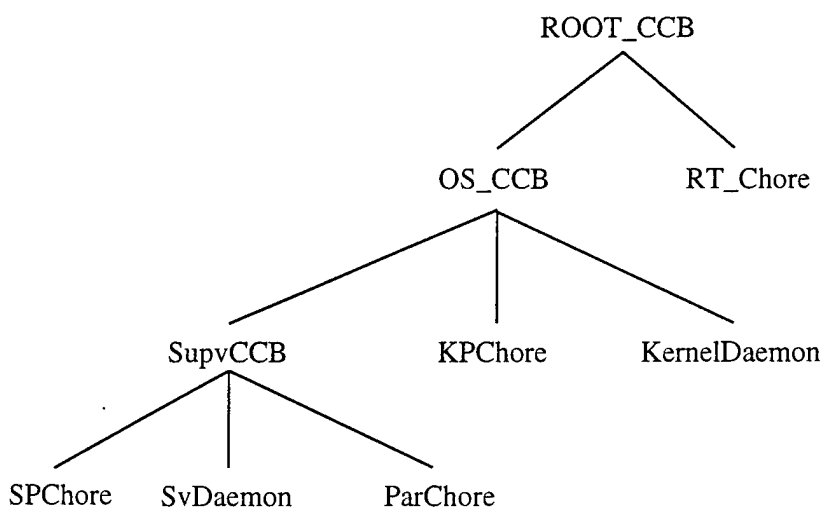 ROOT_CCB
OS_CCB RT_Chore
SupvCCB KPChore KernelDaemon
SPChore SvDaemon ParChore